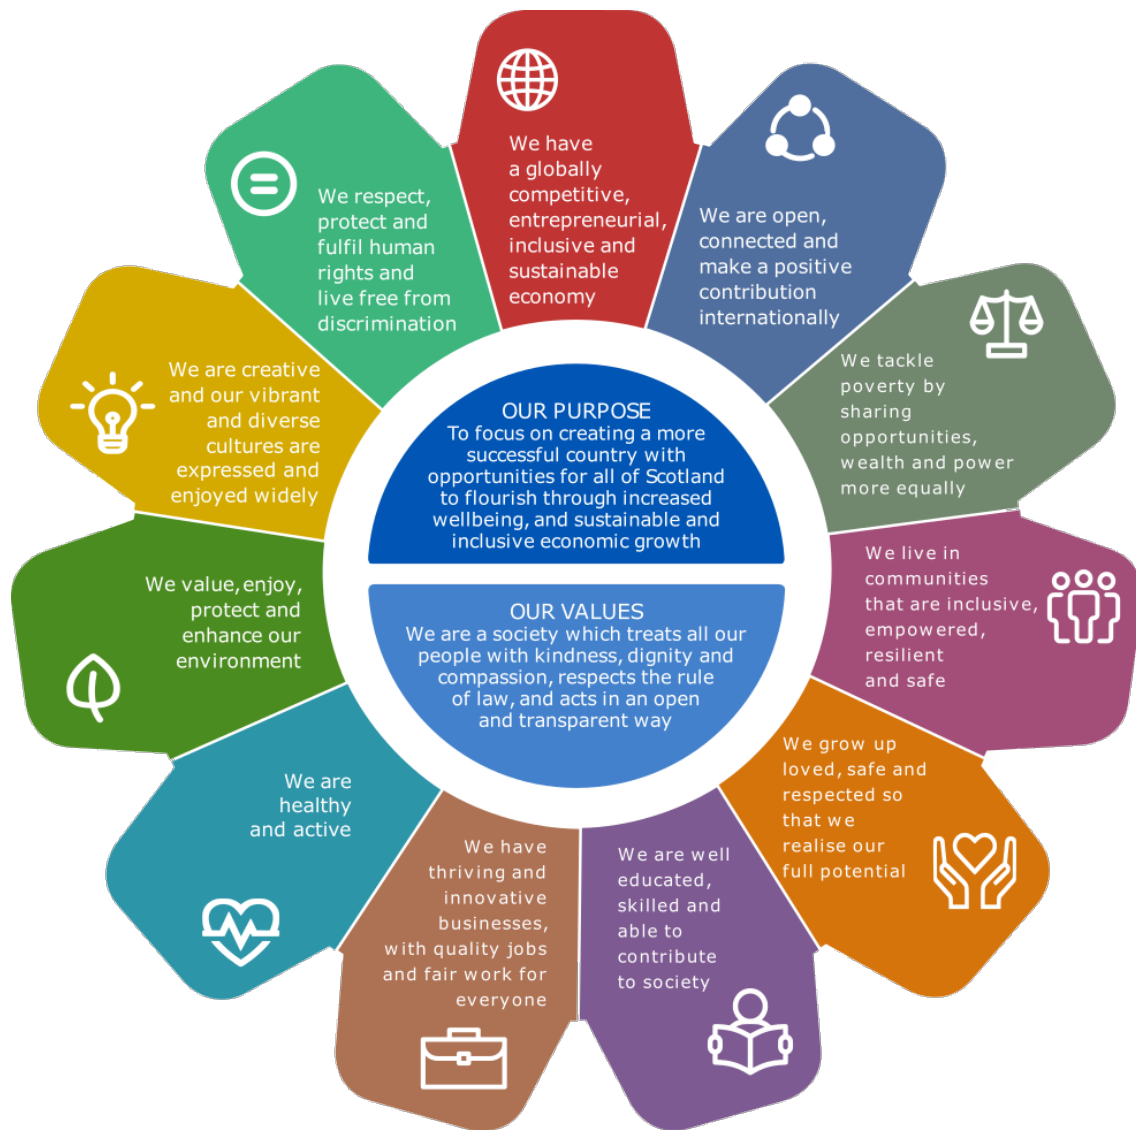 We have
a globally
competitive,
entrepreneurial,
inclusive and
sustainable
economy
We are open,
connected and
make a positive
contribution
internationally
We tackle
poverty by
sharing
opportunities,
wealth and power
more equally
We live in
communities
that are inclusive,
empowered,
resilient
and safe
We grow up
loved, safe and
respected so
that we
realise our
full potential
We are well
educated,
skilled and
able to
contribute
to society
We have
thriving and
innovative
businesses,
with quality jobs
and fair work for
everyone
We are
healthy
and active
We value, enjoy,
protect and
enhance our
environment
We are creative
and our vibrant
and diverse
cultures are
expressed and
enjoyed widely
We respect,
protect and
fulfil human
rights and
live free from
discrimination
OUR PURPOSE
To focus on creating a more
successful country with
opportunities for all of Scotland
to flourish through increased
wellbeing, and sustainable and
inclusive economic growth
OUR VALUES
We are a society which treats all our
people with kindness, dignity and
compassion, respects the rule
of law, and acts in an open
and transparent way